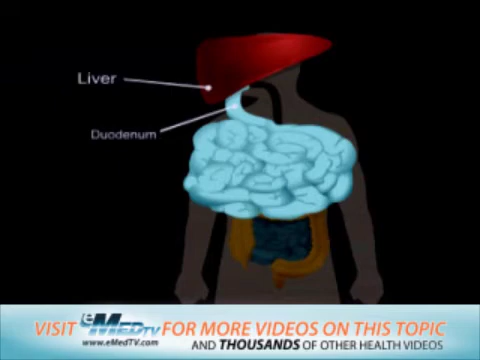 Liver
Duodenum
VISIT eMedTV FOR MORE VIDEOS ON THIS TOPIC
www.eMedTV.com AND THOUSANDS OF OTHER HEALTH VIDEOS